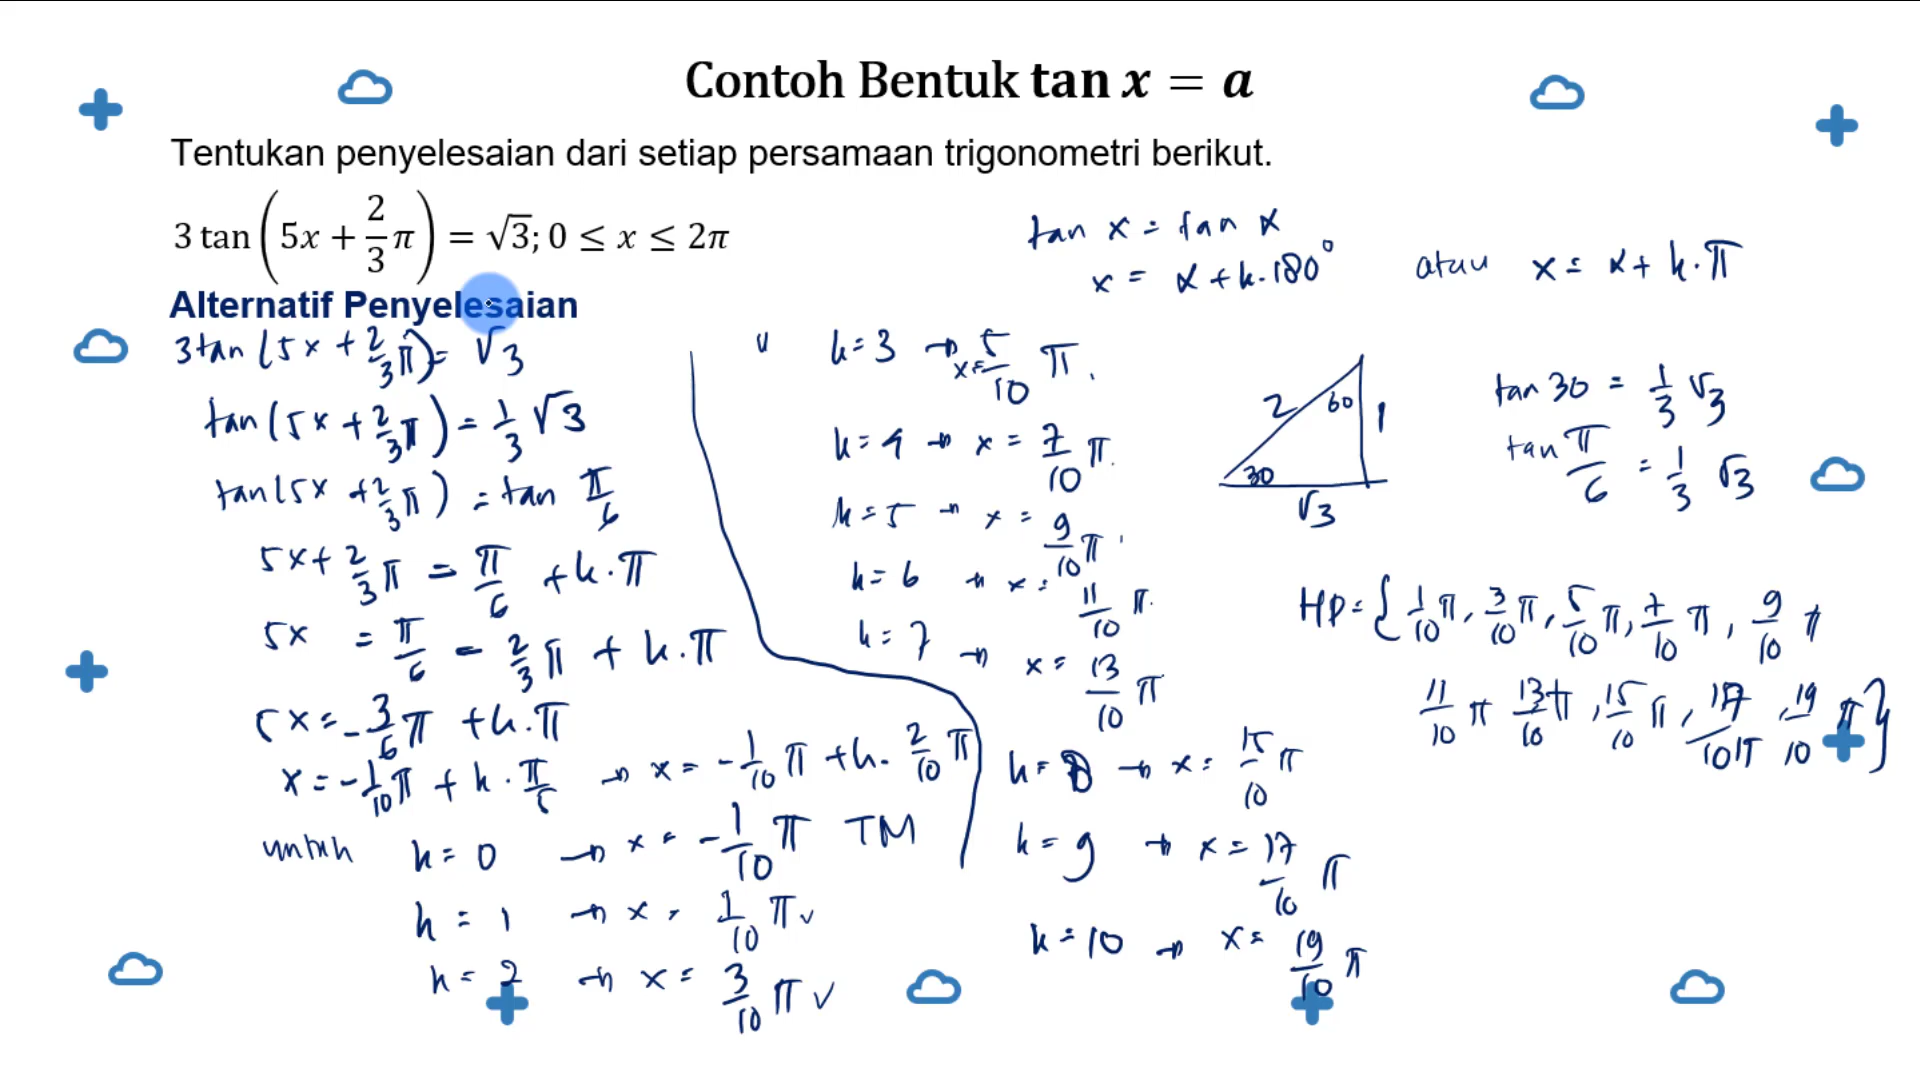 Contoh Bentuk tan x = a
Tentukan penyelesaian dari setiap persamaan trigonometri berikut.
3 tan(5x + 2/3 π) = √3; 0 ≤ x ≤ 2π
Alternatif Penyelesaian
3 tan (5x + 2/3 π) = √3
tan (5x + 2/3 π) = 1/3 √3
tan (5x + 2/3 π) = tan π/6
5x + 2/3 π = π/6 + k.π
5x = π/6 - 2/3 π + k.π
5x = -3/6 π + k.π
x = -1/10 π + k . π/5 → x = -1/10 π + k. 2/10 π
untuk k = 0 → x = -1/10 π TM
k = 1 → x = 1/10 π ✓
k = 2 → x = 3/10 π ✓
k = 3 → x = 5/10 π
k = 4 → x = 7/10 π
k = 5 → x = 9/10 π
k = 6 → x = 11/10 π
k = 7 → x = 13/10 π
k = 8 → x = 15/10 π
k = 9 → x = 17/10 π
k = 10 → x = 19/10 π
tan x = tan α
x = α + k.180° atau x = α + k.π
2 60 1
30
√3
tan 30 = 1/3 √3
tan π/6 = 1/3 √3
HP = { 1/10 π, 3/10 π, 5/10 π, 7/10 π, 9/10 π
11/10 π 13/10 π, 15/10 π, 17/10 π, 19/10 π }